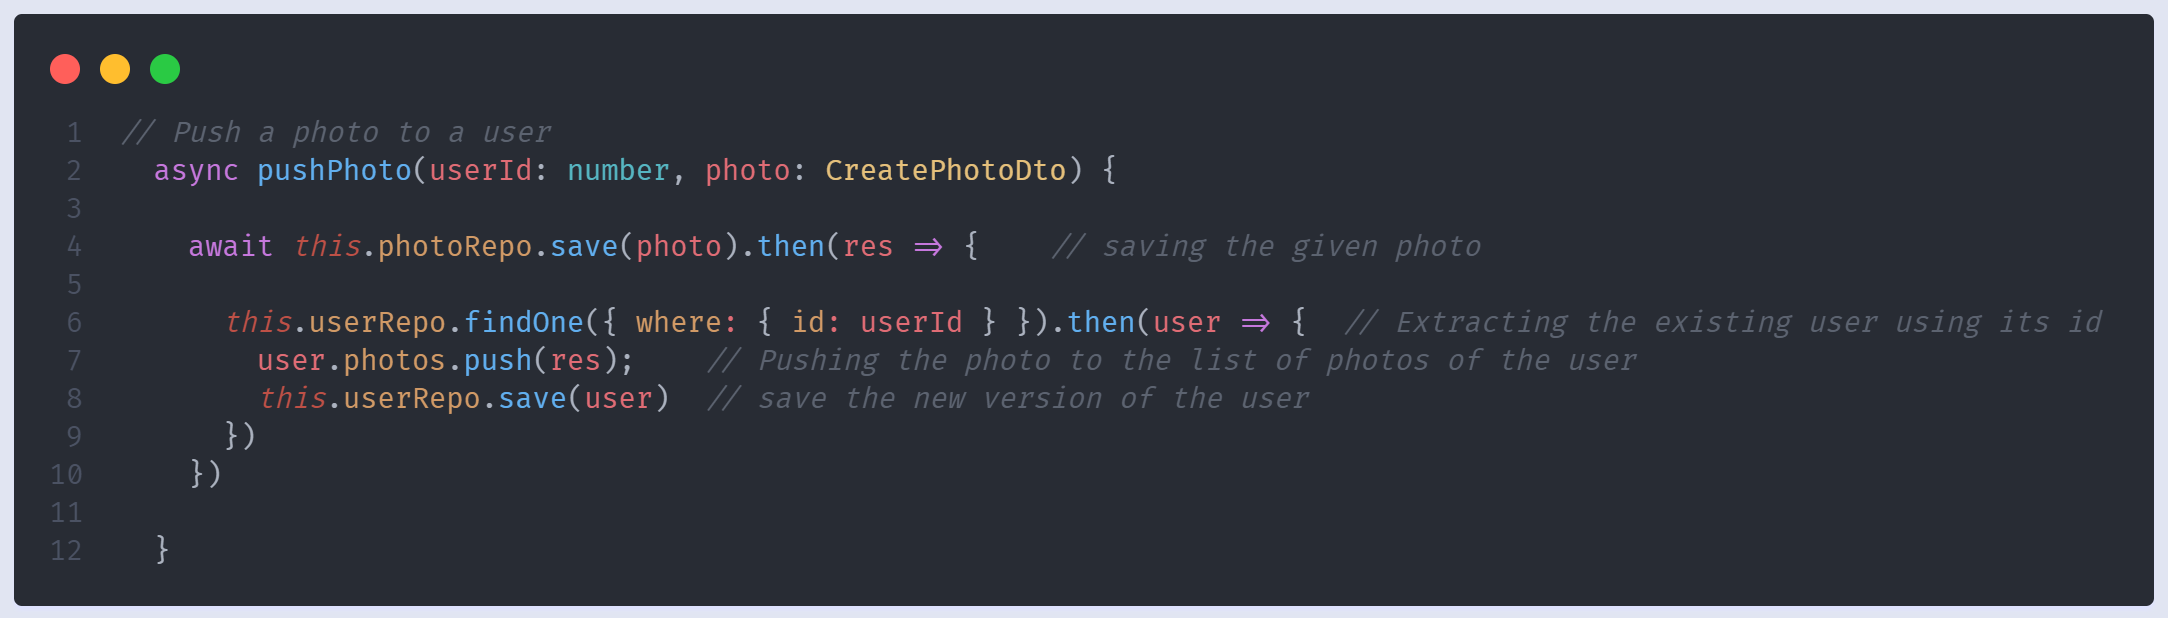 1 // Push a photo to a user
2 async pushPhoto(userId: number, photo: CreatePhotoDto) {
3
4 await this.photoRepo.save(photo).then(res => { // saving the given photo
5
6 this.userRepo.findOne({ where: { id: userId } }).then(user => { // Extracting the existing user using its id
7 user.photos.push(res); // Pushing the photo to the list of photos of the user
8 this.userRepo.save(user) // save the new version of the user
9 })
10 })
11
12 }